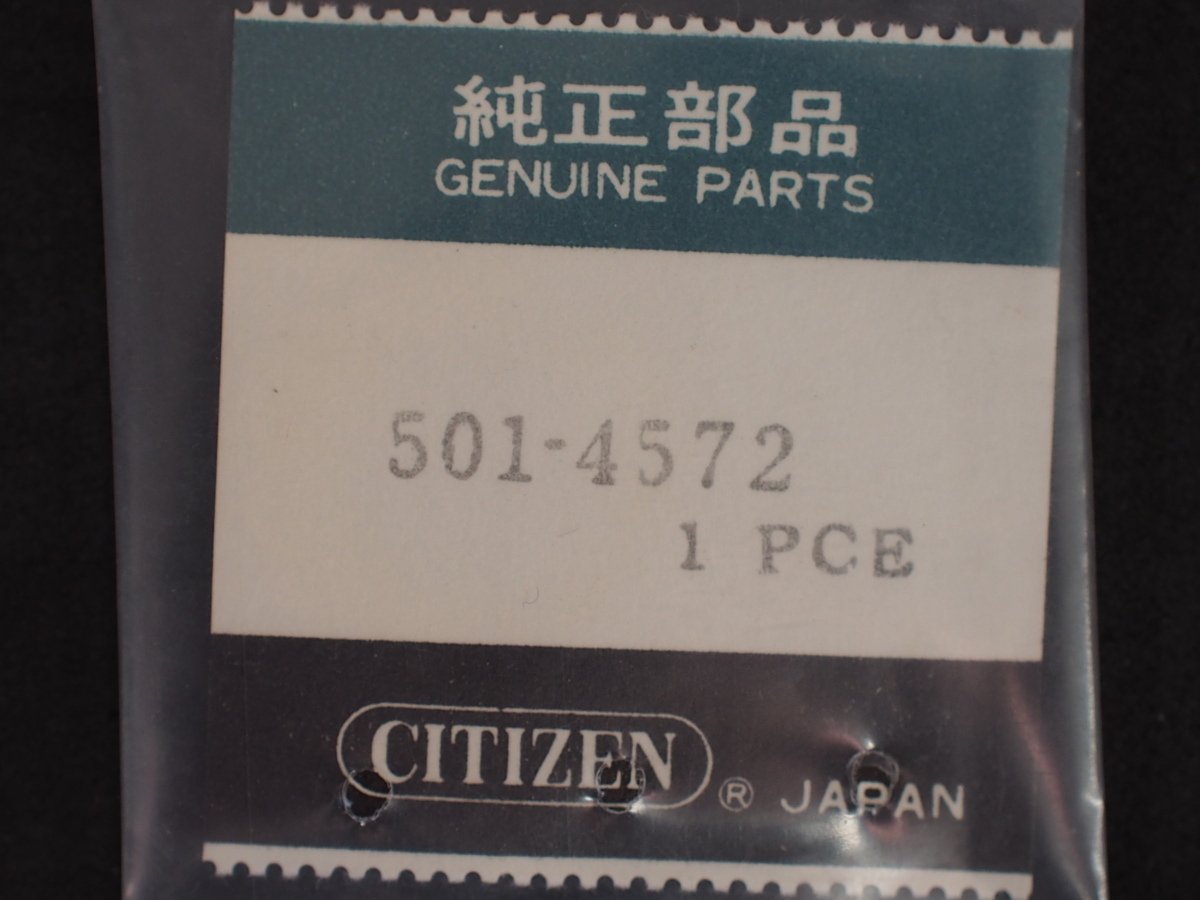 純正部品
GENUINE PARTS
501-4572
1 PCE
CITIZEN ® JAPAN